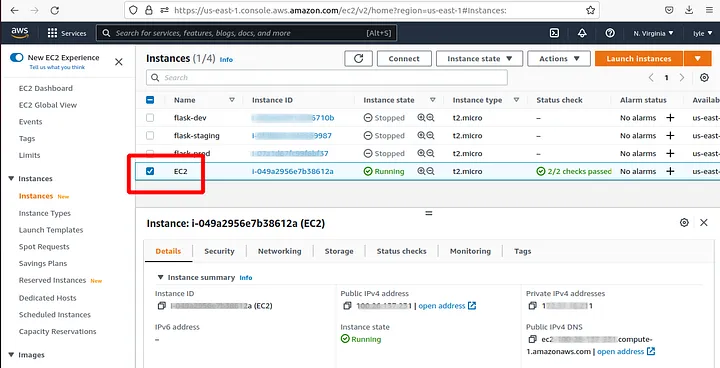 https://us-east-1.console.aws.amazon.com/ec2/v2/home?region=us-east-1#Instances:
aws Services Search for services, features, blogs, docs, and more [Alt+S] N. Virginia lyle
New EC2 Experience
Tell us what you think
EC2 Dashboard
EC2 Global View
Events
Tags
Limits
Instances
Instances New
Instance Types
Launch Templates
Spot Requests
Savings Plans
Reserved Instances New
Dedicated Hosts
Scheduled Instances
Capacity Reservations
Images
Instances (1/4) Info Connect Instance state Actions Launch Instances
Search 1
Name Instance ID Instance state Instance type Status check Alarm status Availab
flask-dev 6710b Stopped t2.micro – No alarms + us-east-
flask-staging 9987 Stopped t2.micro – No alarms + us-east-
flask-prod Stopped t2.micro – No alarms + us-east-
EC2 i-049a2956e7b38612a Running t2.micro 2/2 checks passed No alarms + us-east-
Instance: i-049a2956e7b38612a (EC2)
Details Security Networking Storage Status checks Monitoring Tags
Instance summary Info
Instance ID Public IPv4 address Private IPv4 addresses
(EC2) | open address
IPv6 address Instance state Public IPv4 DNS
– Running compute-
1.amazonaws.com | open address